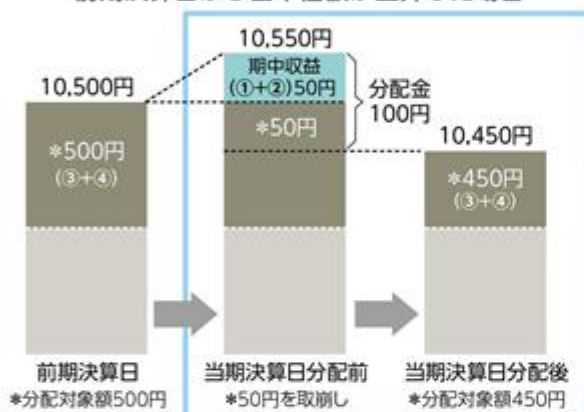 10,550円
10,500円
期中収益
(①+②)50円
分配金
100円
*50円
*500円
(③+④)
10,450円
*450円
(③+④)
前期決算日
*分配対象額500円
当期決算日分配前
*50円を取崩し
当期決算日分配後
*分配対象額450円